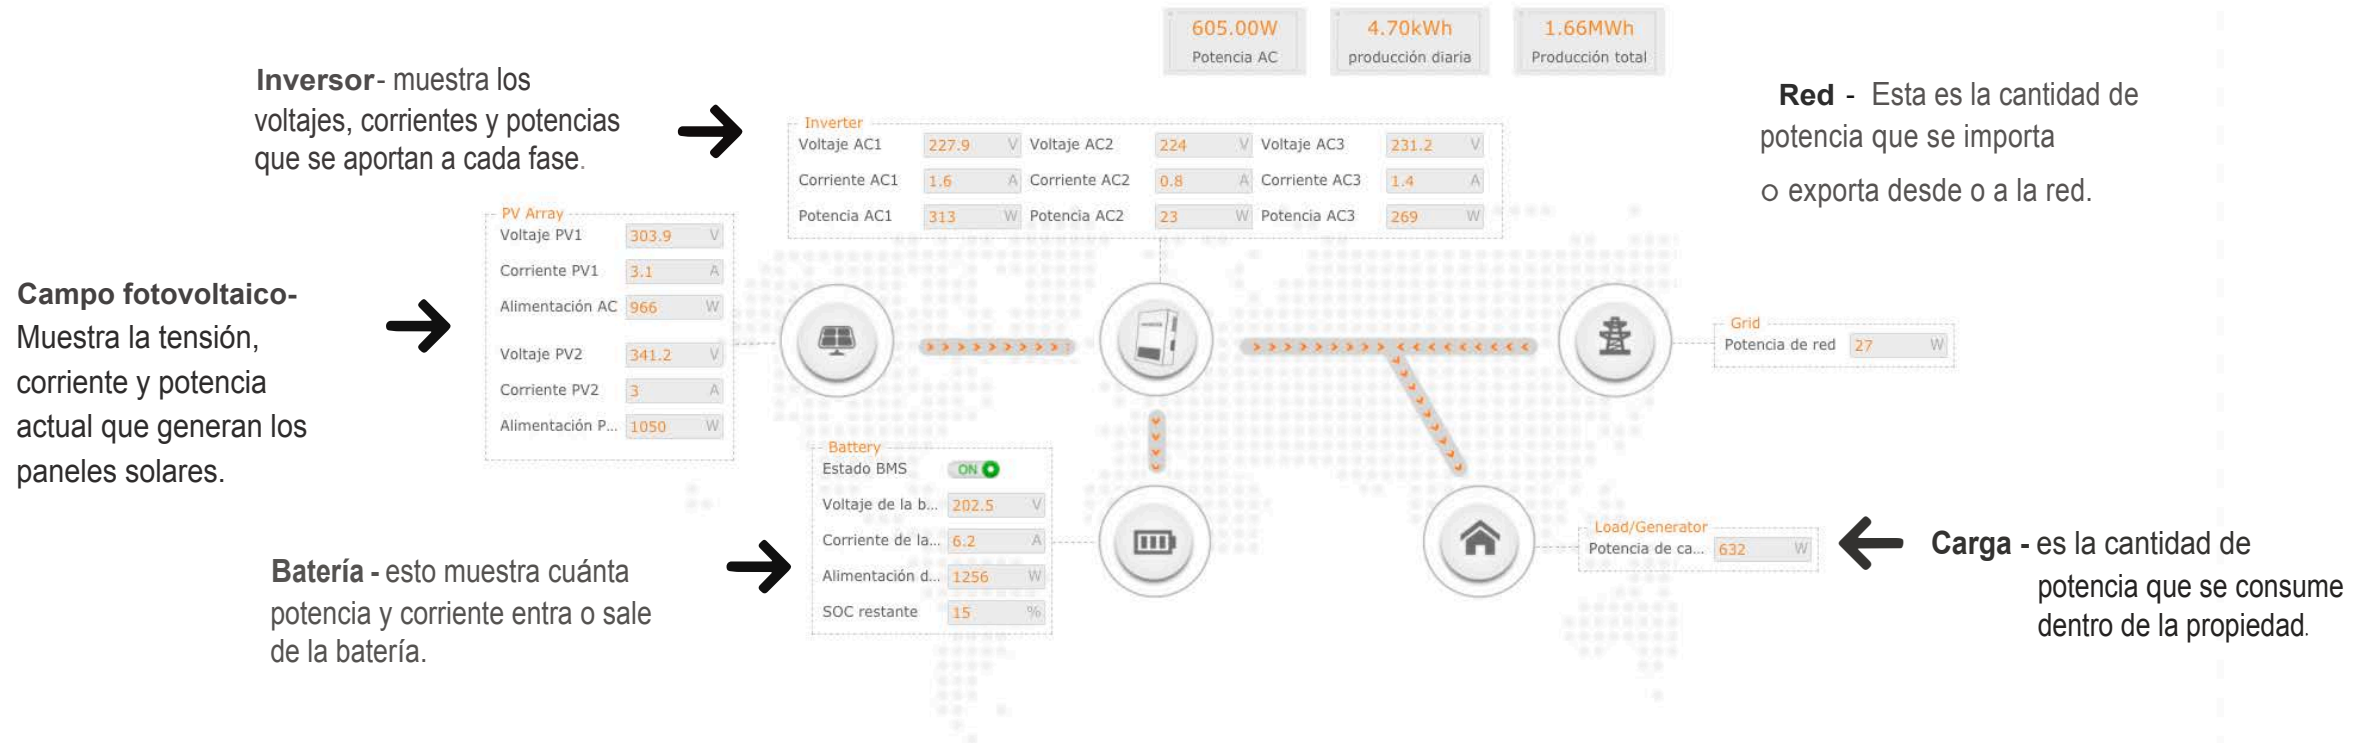 605.00W
Potencia AC
4.70kWh
producción diaria
1.66MWh
Producción total
Inversor- muestra los
voltajes, corrientes y potencias
que se aportan a cada fase.
Inverter
Voltaje AC1 227.9 V Voltaje AC2 224 V Voltaje AC3 231.2 V
Corriente AC1 1.6 A Corriente AC2 0.8 A Corriente AC3 1.4 A
Potencia AC1 313 W Potencia AC2 23 W Potencia AC3 269 W
Red - Esta es la cantidad de
potencia que se importa
o exporta desde o a la red.
Campo fotovoltaico-
Muestra la tensión,
corriente y potencia
actual que generan los
paneles solares.
PV Array
Voltaje PV1 303.9 V
Corriente PV1 3.1 A
Alimentación AC 966 W
Voltaje PV2 341.2 V
Corriente PV2 3 A
Alimentación P... 1050 W
Grid
Potencia de red 27 W
Batería - esto muestra cuánta
potencia y corriente entra o sale
de la batería.
Battery
Estado BMS ON
Voltaje de la b... 202.5 V
Corriente de la... 6.2 A
Alimentación d... 1256 W
SOC restante 15 %
Load/Generator
Potencia de ca... 632 W
Carga - es la cantidad de
potencia que se consume
dentro de la propiedad.